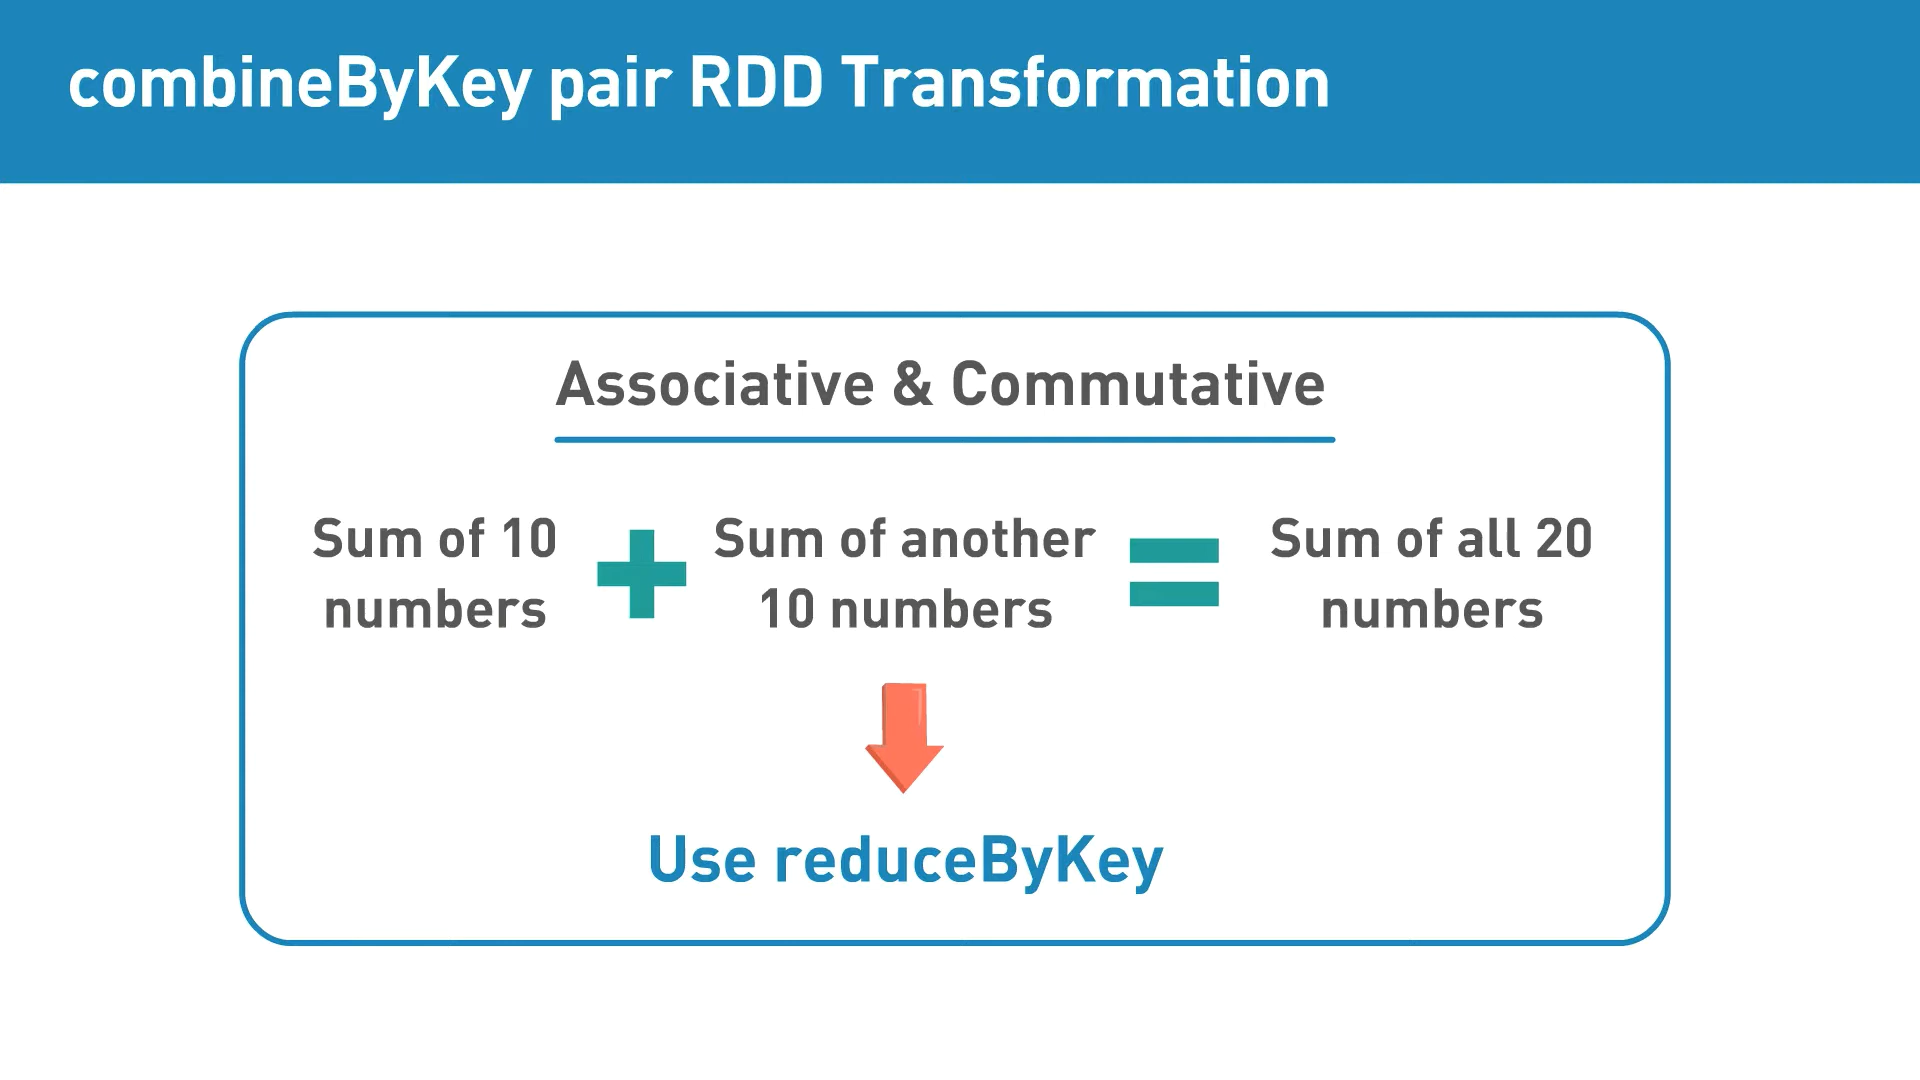 combineByKey pair RDD Transformation
Associative & Commutative
Sum of 10
numbers
Sum of another
10 numbers
Sum of all 20
numbers
Use reduceByKey